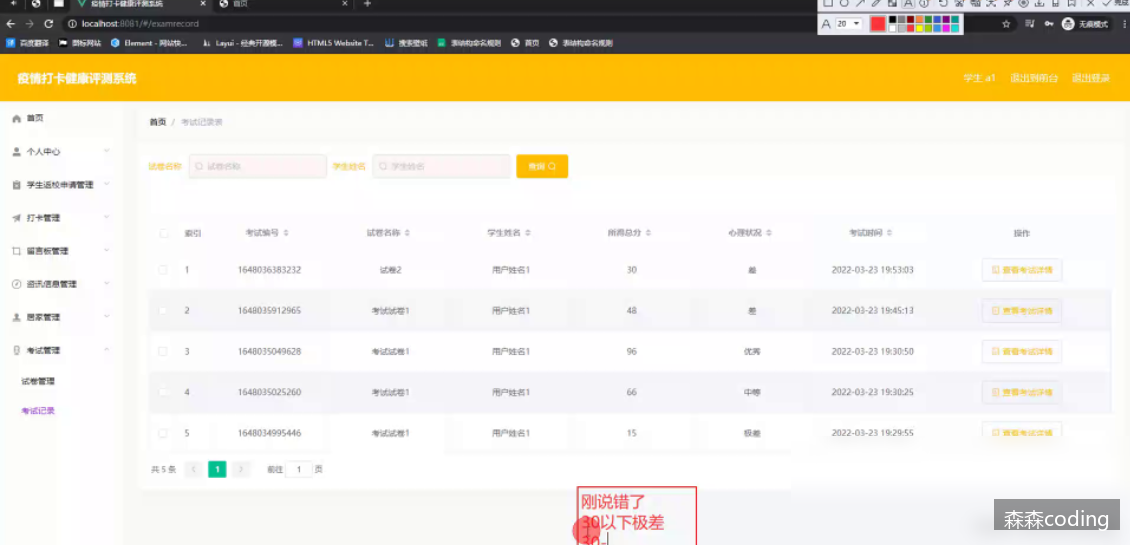 疫情打卡健康评测系统
首页
localhost:8081/#/examrecord
A 20
无痕模式
百度翻译
图标网站
Element - 网站快...
Layui - 经典开源模...
HTML5 Website T...
搜索壁纸
表结构命名规则
首页
表结构命名规则
疫情打卡健康评测系统
学生 a1
退出到前台
退出登录
首页
个人中心
学生返校申请管理
打卡管理
留言板管理
资讯信息管理
居家管理
考试管理
试卷管理
考试记录
首页 / 考试记录表
试卷名称 试卷名称 学生姓名 学生姓名 查询
索引 考试编号 试卷名称 学生姓名 所得总分 心理状况 考试时间 操作
1 1648036383232 试卷2 用户姓名1 30 差 2022-03-23 19:53:03 查看考试详情
2 1648035912965 考试试卷1 用户姓名1 48 差 2022-03-23 19:45:13 查看考试详情
3 1648035049628 考试试卷1 用户姓名1 96 优秀 2022-03-23 19:30:50 查看考试详情
4 1648035025260 考试试卷1 用户姓名1 66 中等 2022-03-23 19:30:25 查看考试详情
5 1648034995446 考试试卷1 用户姓名1 15 极差 2022-03-23 19:29:55 查看考试详情
共 5 条 1 前往 1 页
刚说错了
30以下极差
30-
森森coding